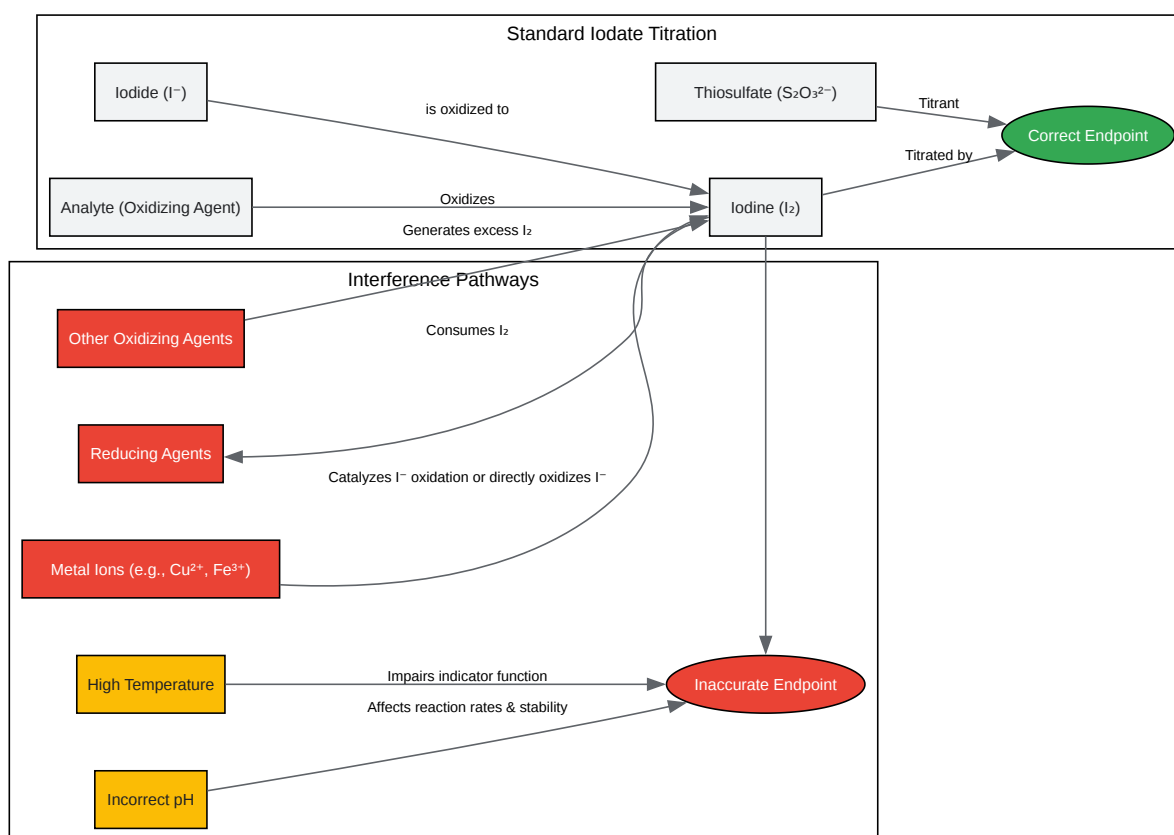 Standard Iodate Titration
Iodide (I⁻)
is oxidized to
Thiosulfate (S₂O₃²⁻)
Titrant
Correct Endpoint
Titrated by
Analyte (Oxidizing Agent)
Oxidizes
Iodine (I₂)
Generates excess I₂
Interference Pathways
Other Oxidizing Agents
Consumes I₂
Reducing Agents
Catalyzes I⁻ oxidation or directly oxidizes I⁻
Metal Ions (e.g., Cu²⁺, Fe³⁺)
High Temperature
Impairs indicator function
Inaccurate Endpoint
Affects reaction rates & stability
Incorrect pH